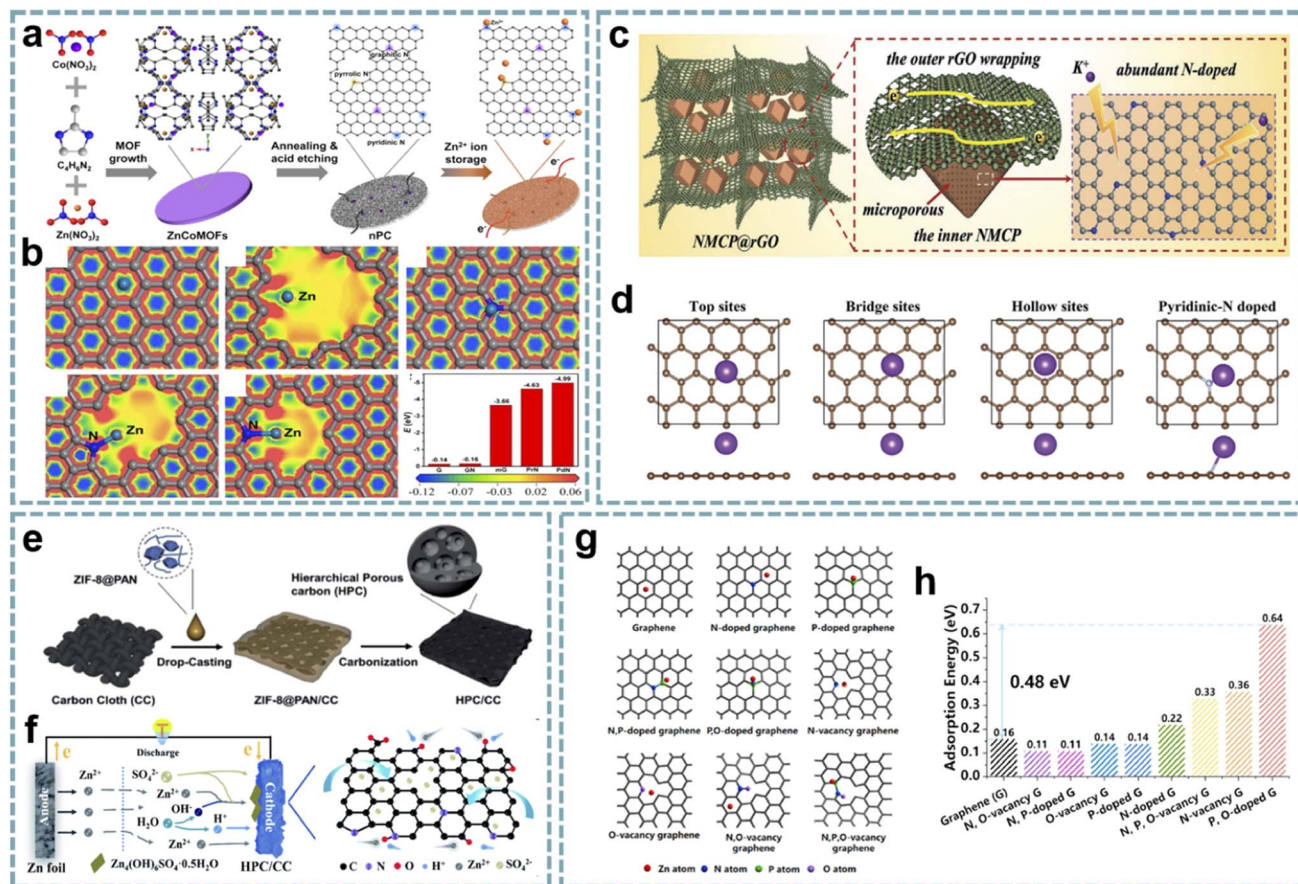 a
Co(NO₃)₂
C₄H₆N₂
Zn(NO₃)₂
MOF
growth
ZnCoMOFs
Annealing &
acid etching
graphitic N
pyrrolic N
pyridinic N
nPC
Zn²⁺ ion
storage
Zn²⁺
e⁻
e⁻
b
Zn
N
Zn
N
Zn
E (eV)
0
-1
-2
-3
-4
-5
-0.14
-0.15
-3.66
-4.63
-4.99
G
GN
mG
PrN
PdN
-0.12
-0.07
-0.03
0.02
0.06
c
NMCP@rGO
the outer rGO wrapping
e⁻
e⁻
microporous
the inner NMCP
K⁺
abundant N-doped
d
Top sites
Bridge sites
Hollow sites
Pyridinic-N doped
e
ZIF-8@PAN
Carbon Cloth (CC)
Drop-Casting
ZIF-8@PAN/CC
Carbonization
Hierarchical Porous
carbon (HPC)
HPC/CC
f
e
Discharge
e
Anode
Zn²⁺
SO₄²⁻
Zn²⁺
OH⁻
H₂O
H⁺
Zn²⁺
Cathode
Zn foil
Zn₄(OH)₆SO₄·0.5H₂O
HPC/CC
C
N
O
H⁺
Zn²⁺
SO₄²⁻
g
Graphene
N-doped graphene
P-doped graphene
N,P-doped graphene
P,O-doped graphene
N-vacancy
graphene
O-vacancy graphene
N,O-vacancy
graphene
N,P,O-vacancy
graphene
Zn atom
N atom
P atom
O atom
h
Adsorption Energy (eV)
0.7
0.6
0.5
0.4
0.3
0.2
0.1
0.0
0.48 eV
0.16
0.11
0.11
0.14
0.14
0.22
0.33
0.36
0.64
Graphene (G)
N, O-vacancy G
N, P-doped G
O-vacancy G
P-doped G
N-doped G
N, P, O-vacancy G
N-vacancy G
P, O-doped G